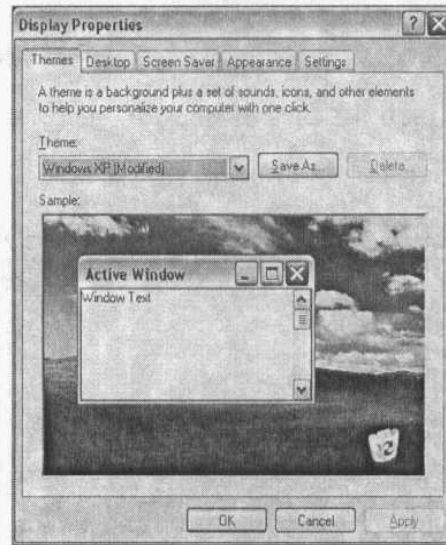 Display Properties
Themes Desktop Screen Saver Appearance Settings
A theme is a background plus a set of sounds, icons, and other elements
to help you personalize your computer with one click.
Theme:
Windows XP (Modified)
Save As...
Delete
Sample:
Active Window
Window Text
OK Cancel Apply